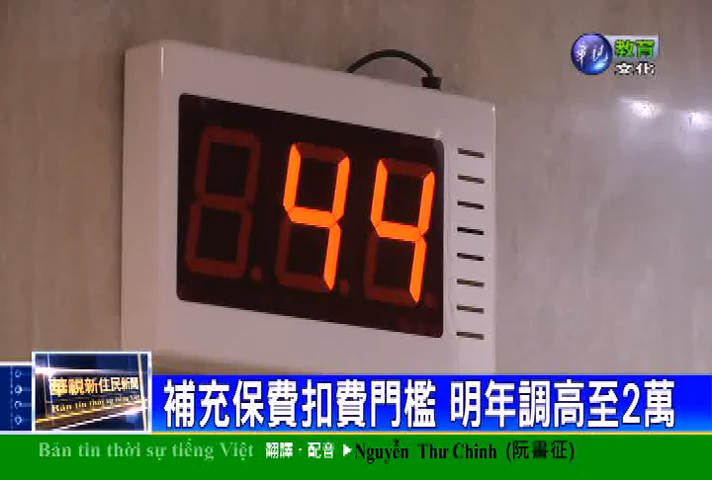 華視 教育
文化
44
華視新住民新聞
Bản tin thời sự tiếng Việt
補充保費扣費門檻 明年調高至2萬
Bản tin thời sự tiếng Việt 翻譯·配音 ▶Nguyễn Thư Chinh (阮書征)